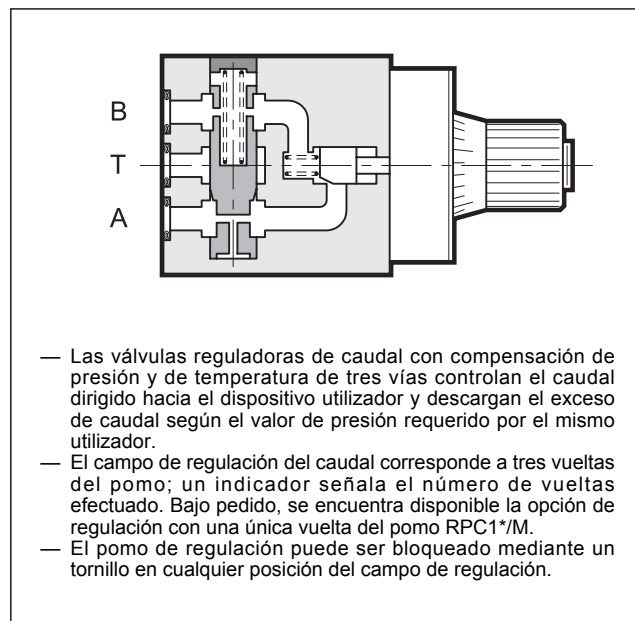 B
T
A
— Las válvulas reguladoras de caudal con compensación de
presión y de temperatura de tres vías controlan el caudal
dirigido hacia el dispositivo utilizador y descargan el exceso
de caudal según el valor de presión requerido por el mismo
utilizador.
— El campo de regulación del caudal corresponde a tres vueltas
del pomo; un indicador señala el número de vueltas
efectuado. Bajo pedido, se encuentra disponible la opción de
regulación con una única vuelta del pomo RPC1*/M.
— El pomo de regulación puede ser bloqueado mediante un
tornillo en cualquier posición del campo de regulación.